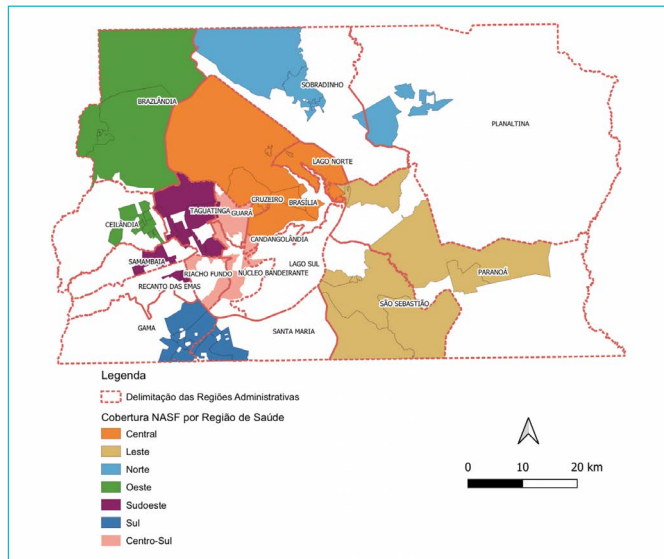 SOBRADINHO
BRAZLÂNDIA
PLANALTINA
LAGO NORTE
CRUZEIRO
BRASÍLIA
TAGUATINGA
GUARÁ
CEILÂNDIA
CANDANGOLÂNDIA
SAMAMBAIA
LAGO SUL
RIACHO FUNDO
NÚCLEO BANDEIRANTE
PARANOÁ
RECANTO DAS EMAS
SÃO SEBASTIÃO
GAMA
SANTA MARIA
Legenda
Delimitação das Regiões Administrativas
Cobertura NASF por Região de Saúde
Central
Leste
Norte
Oeste
Sudoeste
Sul
Centro-Sul
0 10 20 km